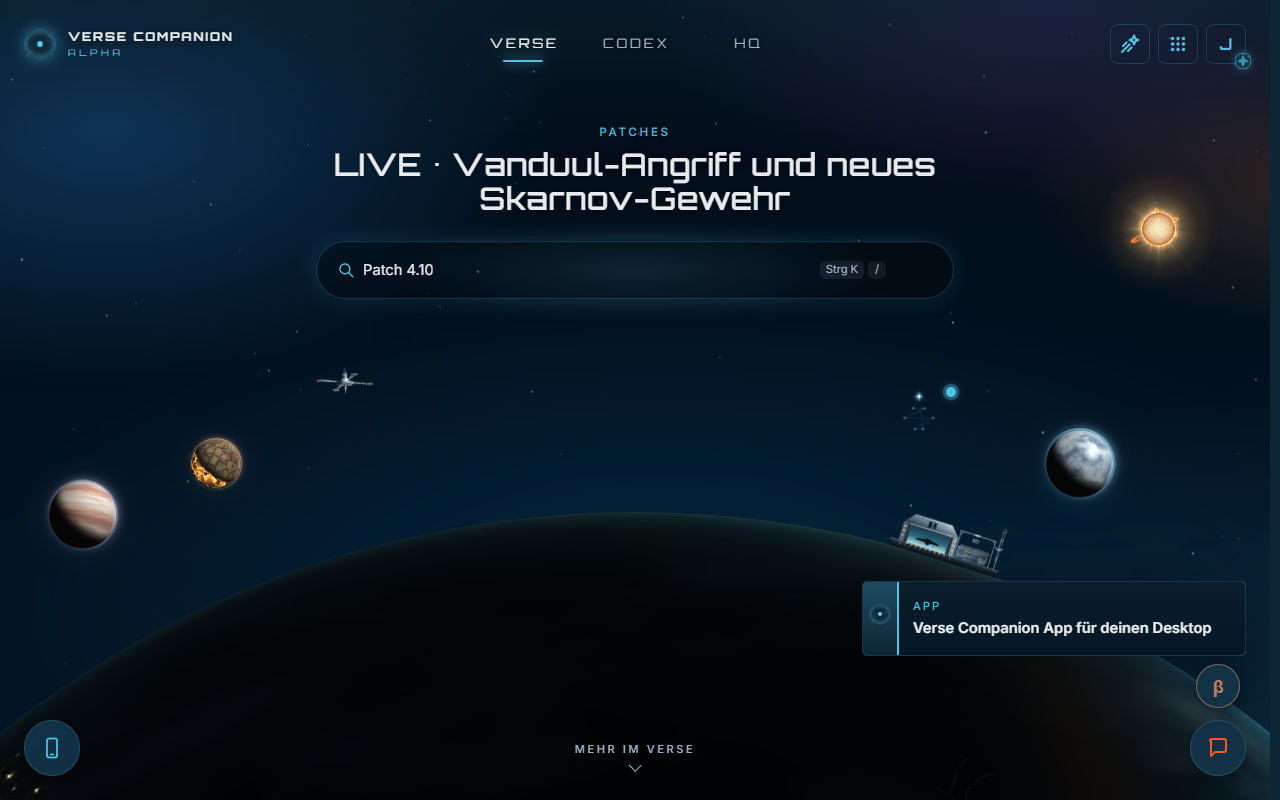 VERSE COMPANION
ALPHA
VERSE
CODEX
HQ
PATCHES
LIVE · Vanduul-Angriff und neues
Skarnov-Gewehr
Patch 4.10
Strg K
/
APP
Verse Companion App für deinen Desktop
β
MEHR IM VERSE